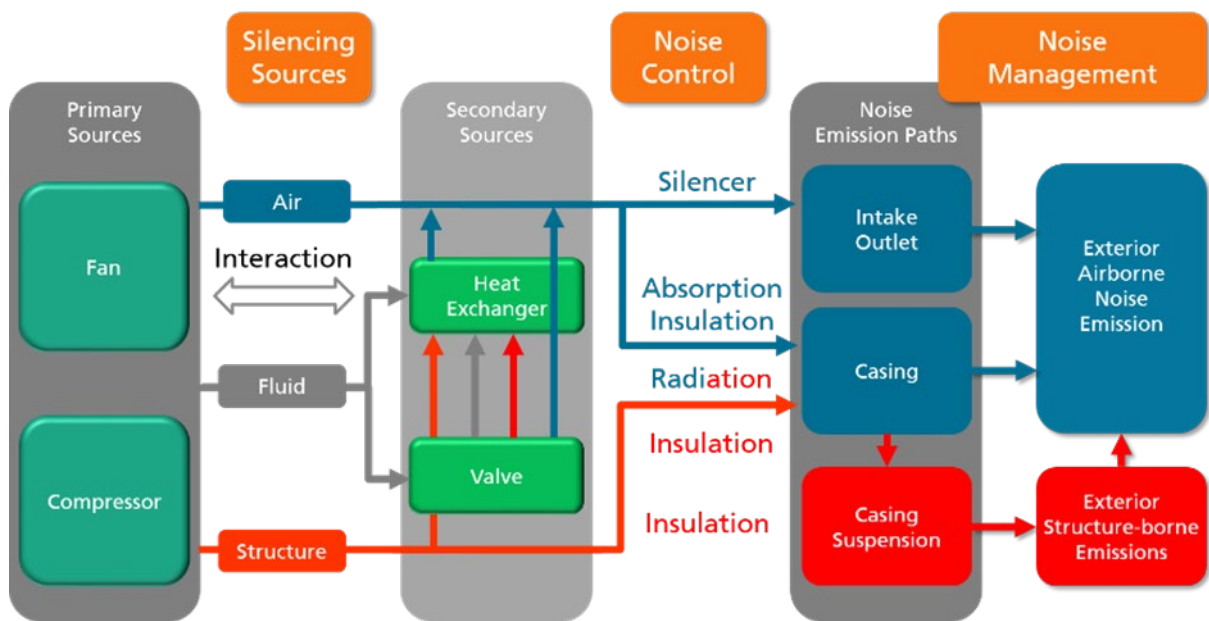 Silencing
Sources
Noise
Control
Noise
Management
Primary
Sources
Secondary
Sources
Noise
Emission Paths
Fan
Air
Interaction
Fluid
Compressor
Structure
Heat
Exchanger
Valve
Silencer
Absorption
Insulation
Radiation
Insulation
Insulation
Intake
Outlet
Casing
Casing
Suspension
Exterior
Airborne
Noise
Emission
Exterior
Structure-borne
Emissions